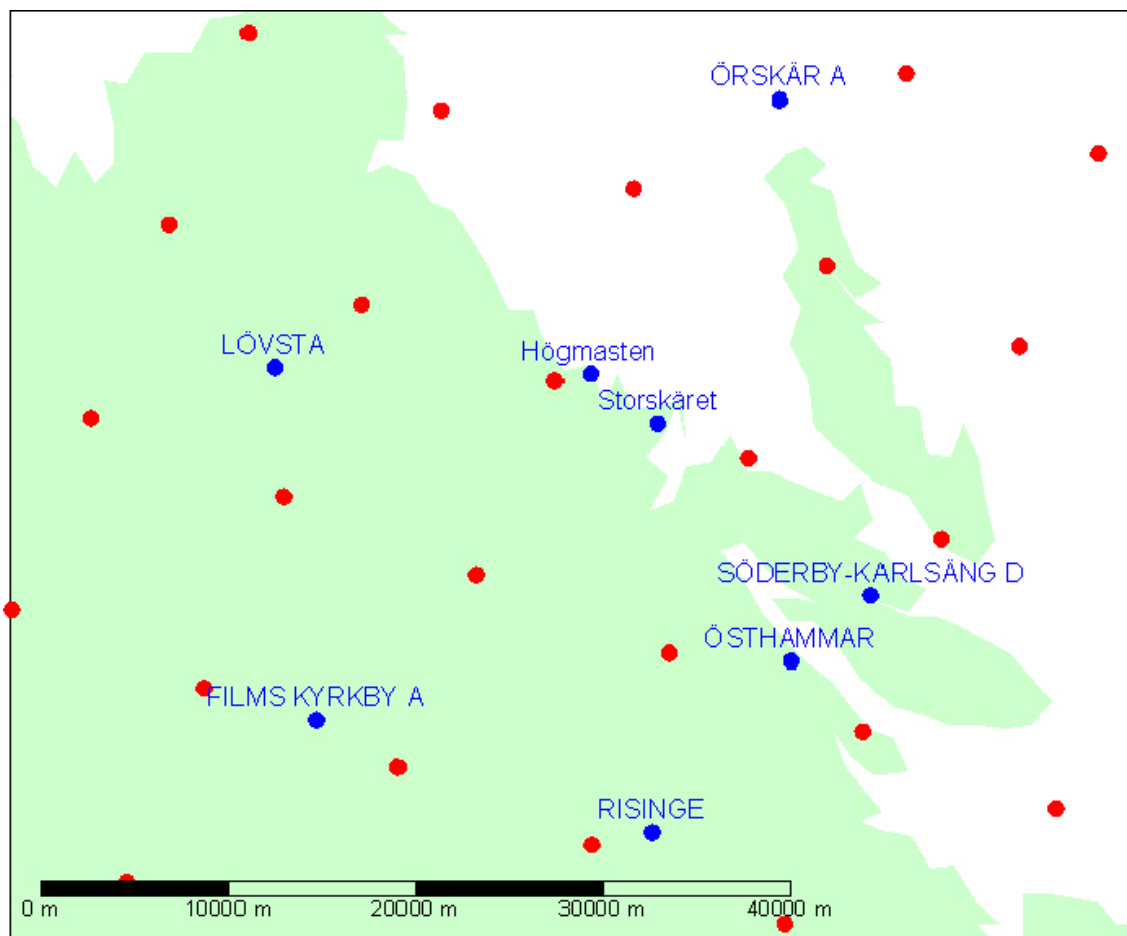 ÖRSKÄR A
LÖVSTA
Högmasten
Storskäret
SÖDERBY-KARLSÄNG D
ÖSTHAMMAR
FILMS KYRKBY A
RISINGE
0 m 10000 m 20000 m 30000 m 40000 m